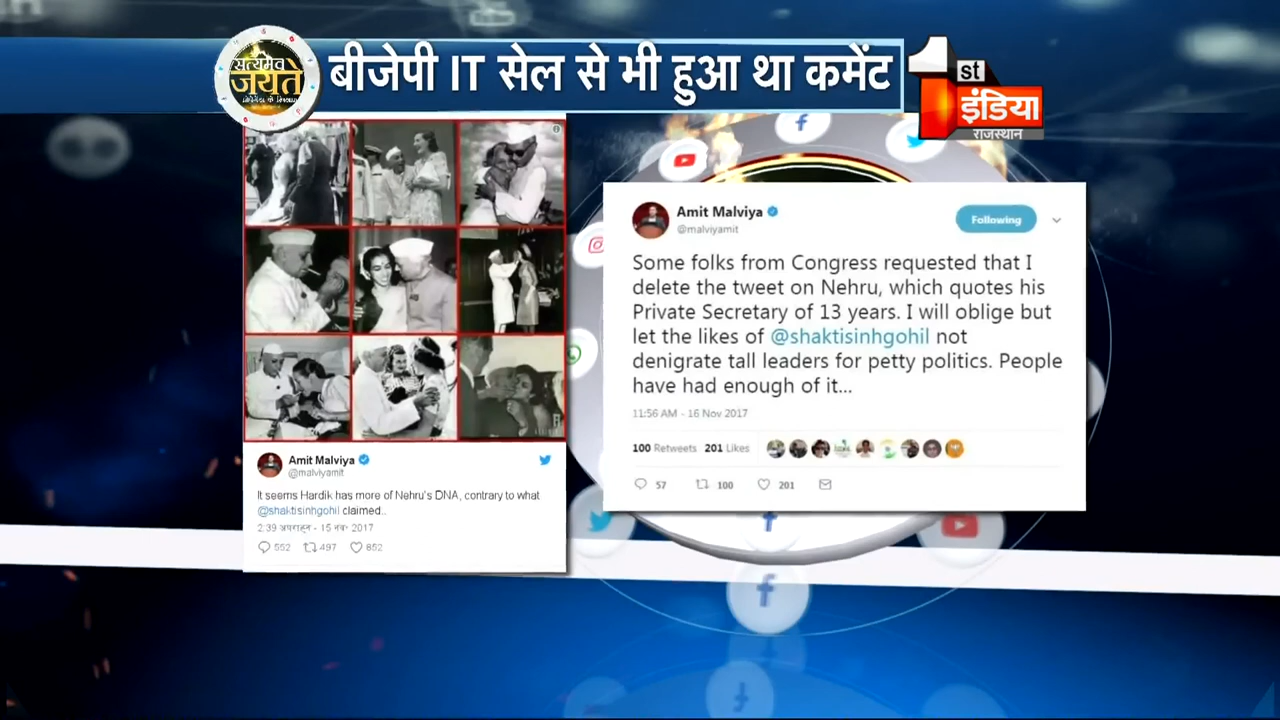 सत्यमेव
जयते
बीजेपी IT सेल से भी हुआ था कमेंट
1st
इंडिया
राजस्थान
Amit Malviya
@malviyamit
Following
Some folks from Congress requested that I
delete the tweet on Nehru, which quotes his
Private Secretary of 13 years. I will oblige but
let the likes of @shaktisinhgohil not
denigrate tall leaders for petty politics. People
have had enough of it...
11:56 AM - 16 Nov 2017
100 Retweets 201 Likes
57 100 201
Amit Malviya
@malviyamit
It seems Hardik has more of Nehru's DNA, contrary to what
@shaktisinhgohil claimed..
2:39 अपराह्न - 15 नव॰ 2017
552 497 852